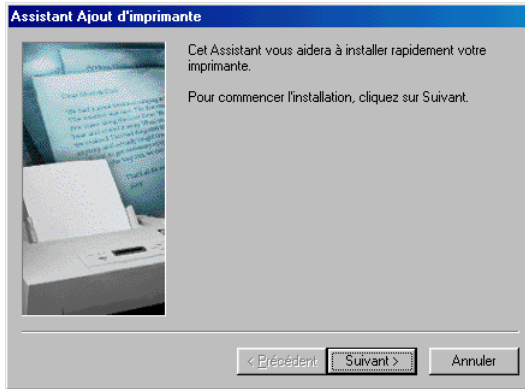 Assistant Ajout d'imprimante
Cet Assistant vous aidera à installer rapidement votre
imprimante.
Pour commencer l'installation, cliquez sur Suivant.
< Précédent
Suivant >
Annuler